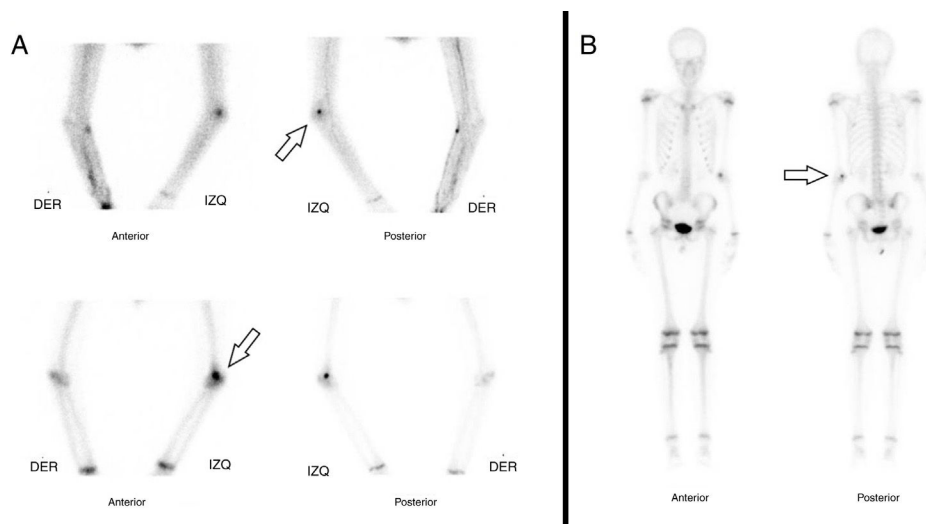 A
B
DER
IZQ
IZQ
DER
Anterior
Posterior
DER
IZQ
IZQ
DER
Anterior
Posterior
Anterior
Posterior